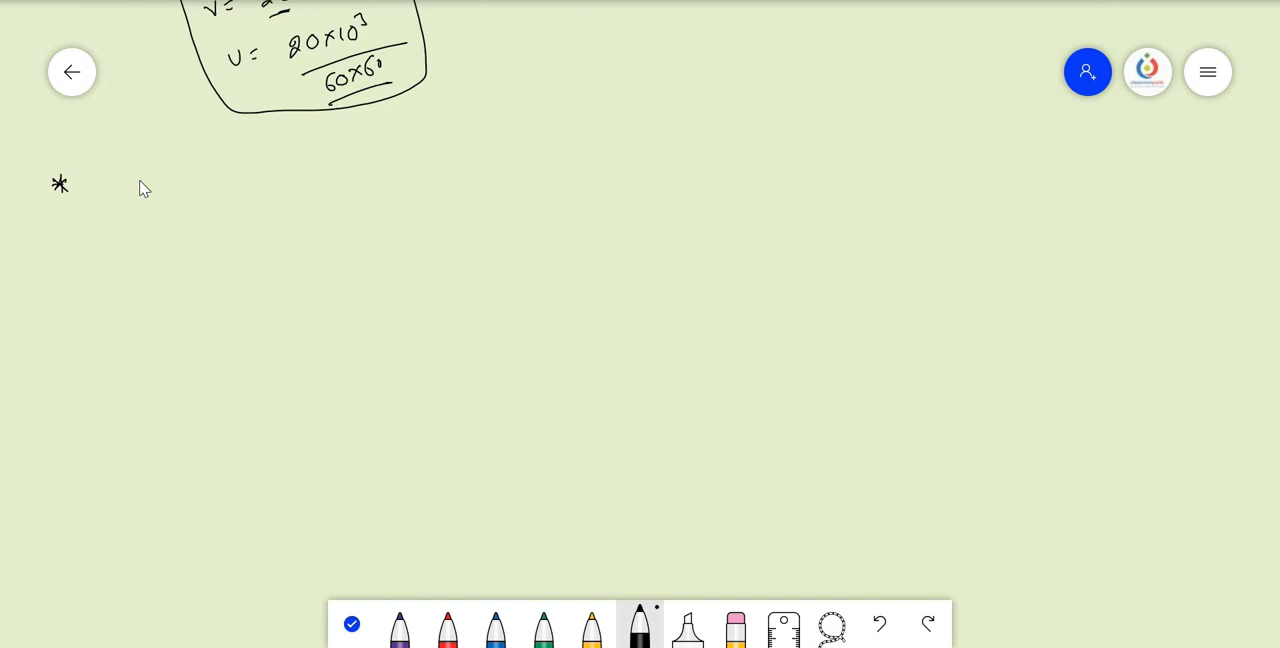 v=
υ = 20×10³
60×60
*